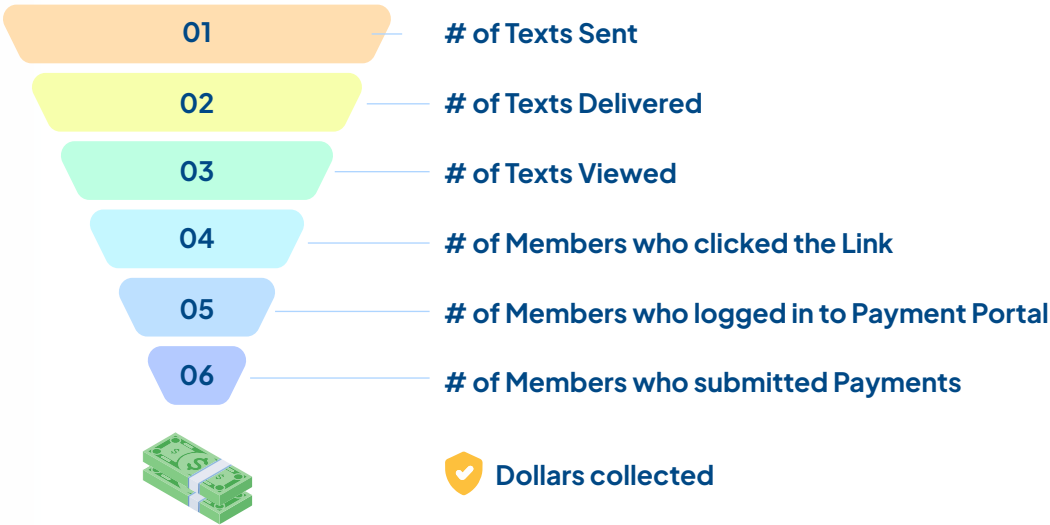 01
# of Texts Sent
02
# of Texts Delivered
03
# of Texts Viewed
04
# of Members who clicked the Link
05
# of Members who logged in to Payment Portal
06
# of Members who submitted Payments
Dollars collected